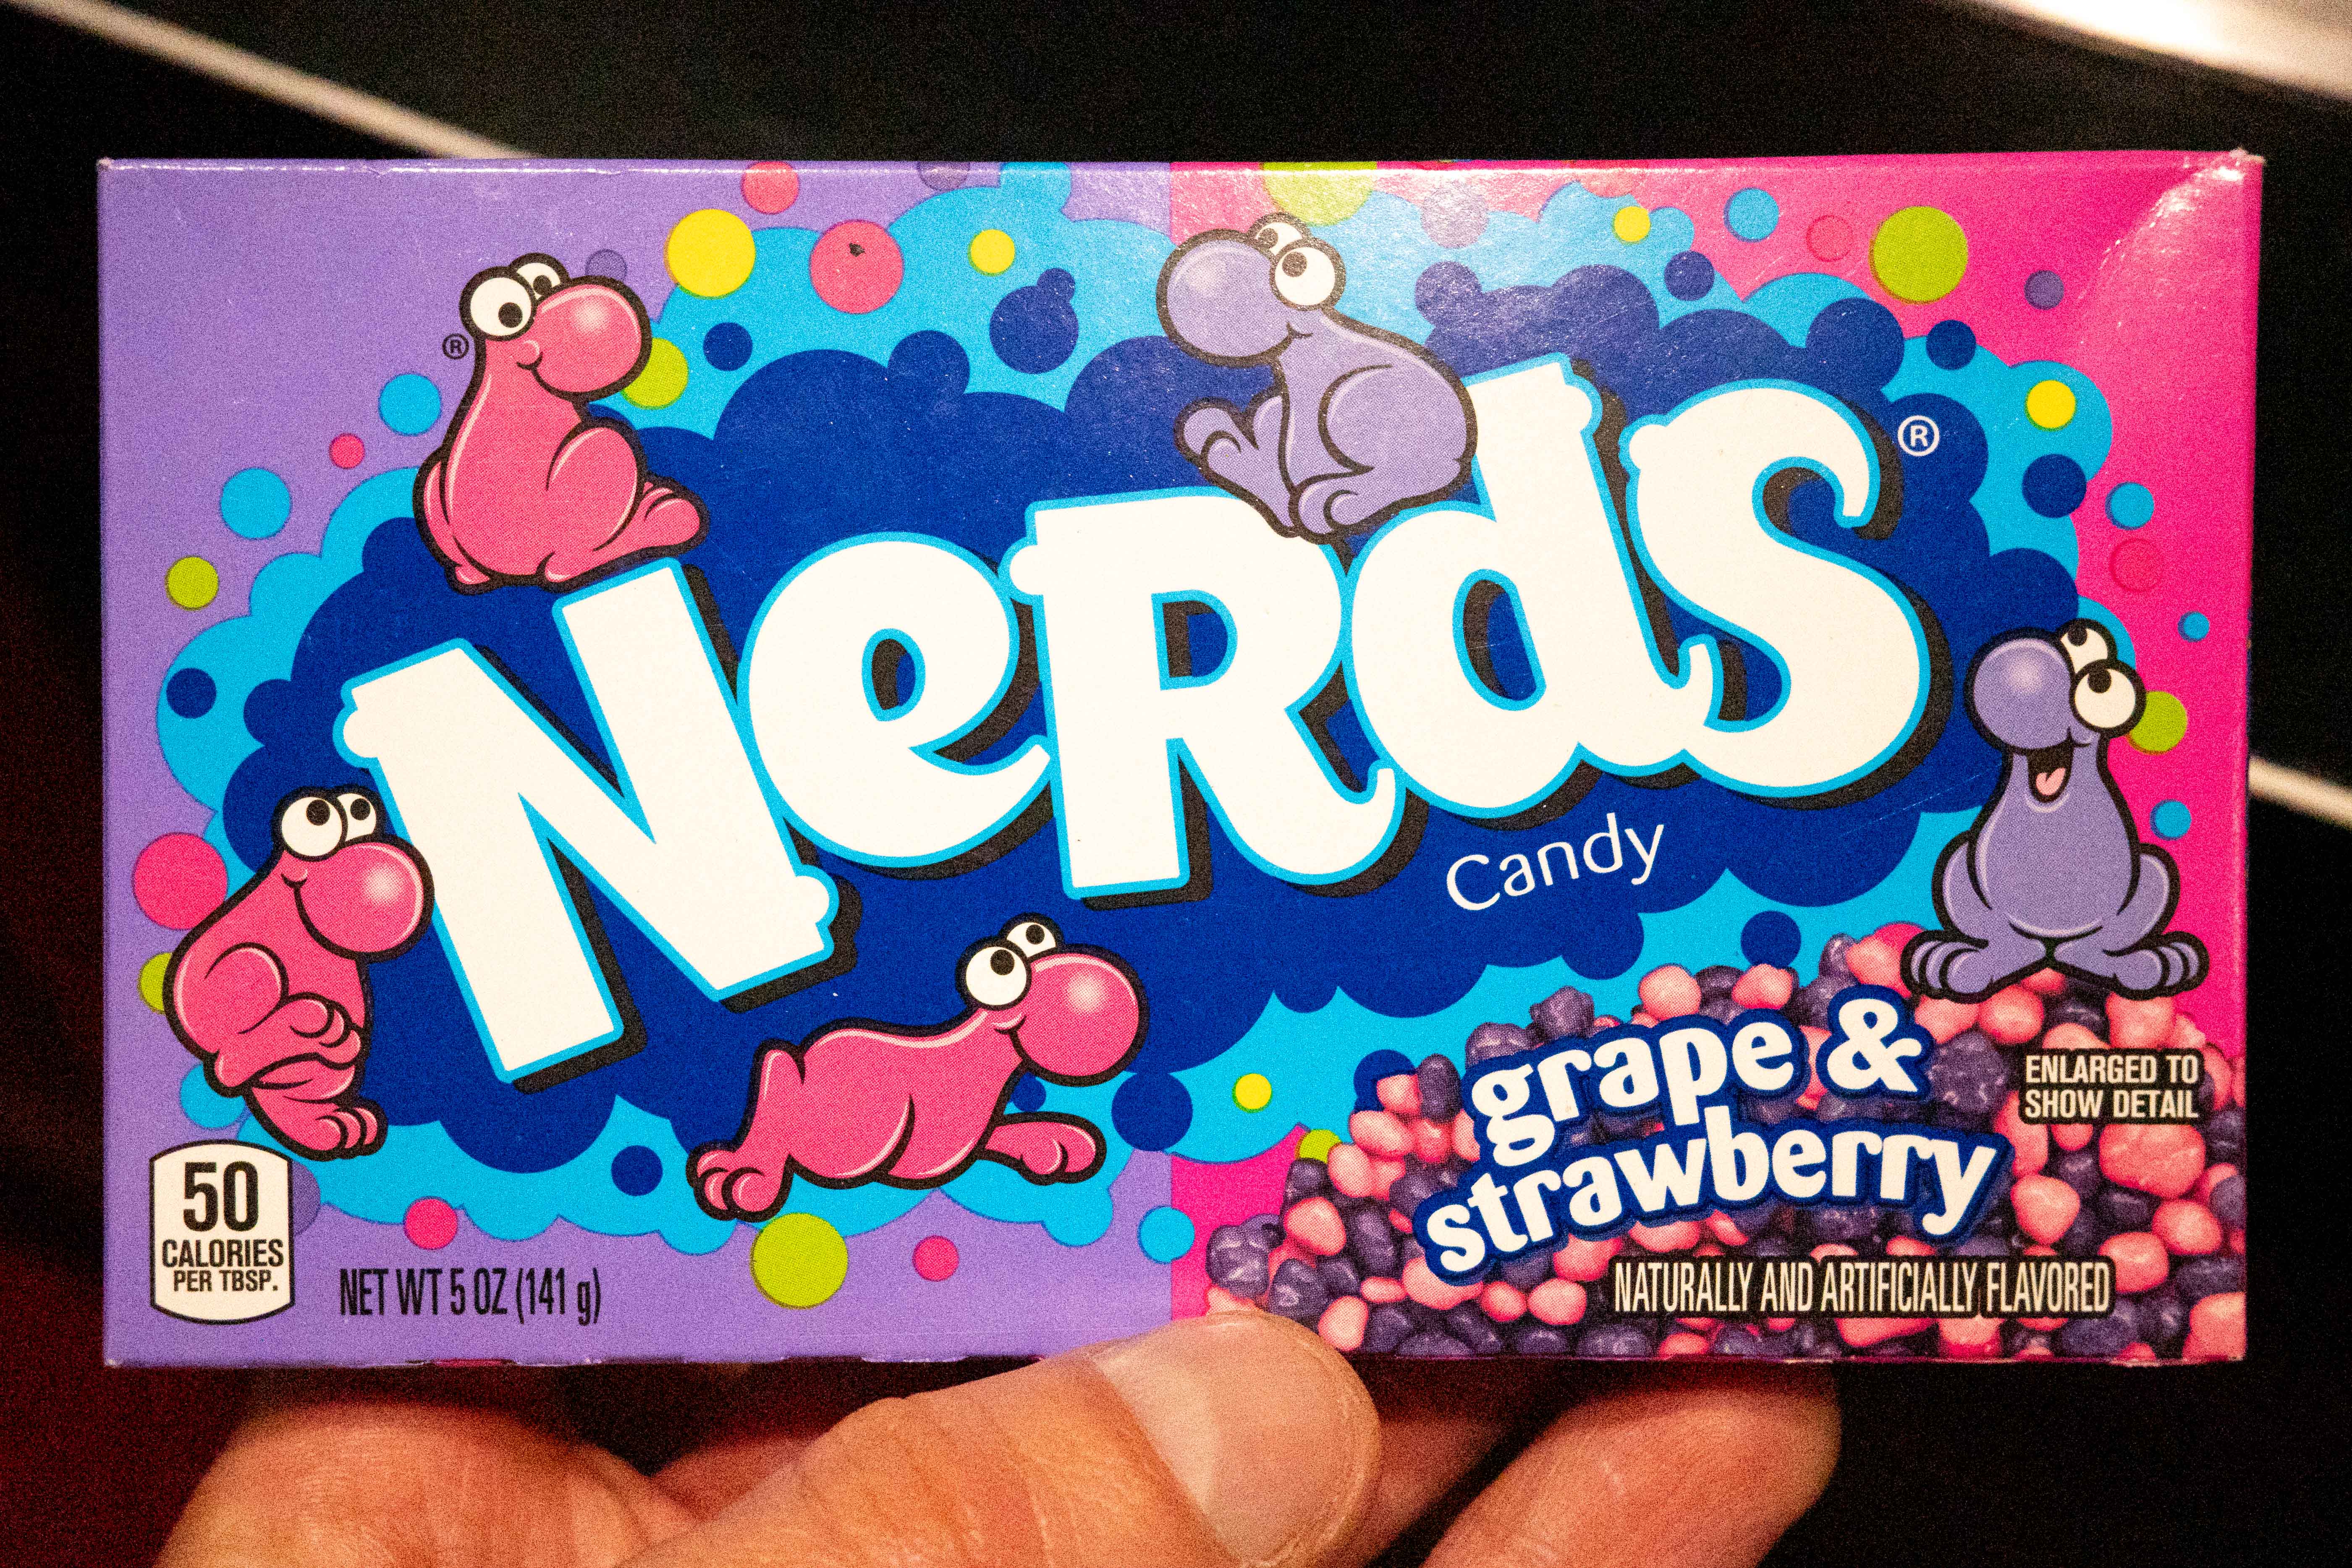 ®
NeRdS®
Candy
grape &
strawberry
ENLARGED TO
SHOW DETAIL
NATURALLY AND ARTIFICIALLY FLAVORED
50
CALORIES
PER TBSP.
NET WT 5 OZ (141 g)